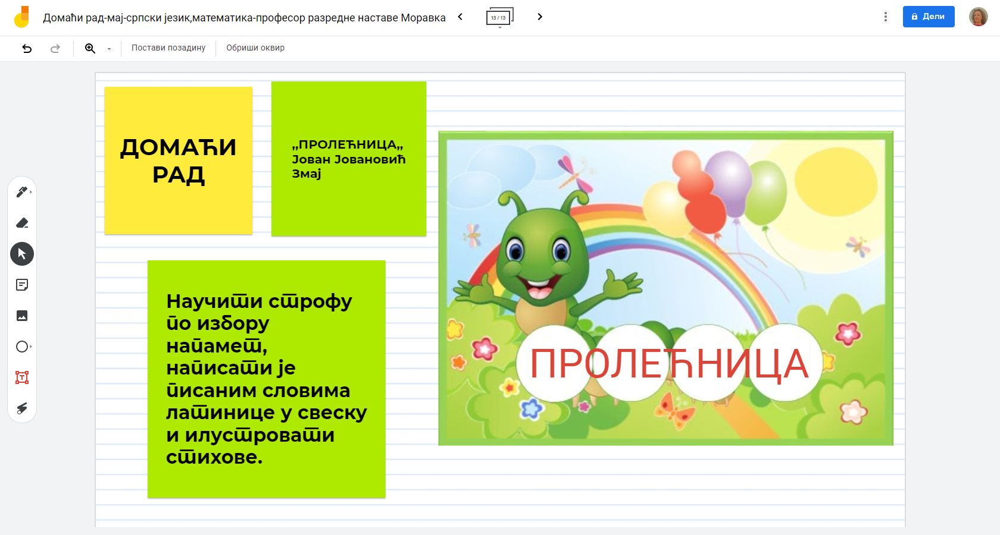 Домаћи рад-мај-српски језик,математика-професор разредне наставе Моравка
13 / 13
Дели
Постави позадину
Обриши оквир
ДОМАЋИ
РАД
,,ПРОЛЕЋНИЦА,,
Јован Јовановић
Змај
Научити строфу
по избору
напамет,
написати је
писаним словима
латинице у свеску
и илустровати
стихове.
ПРОЛЕЋНИЦА